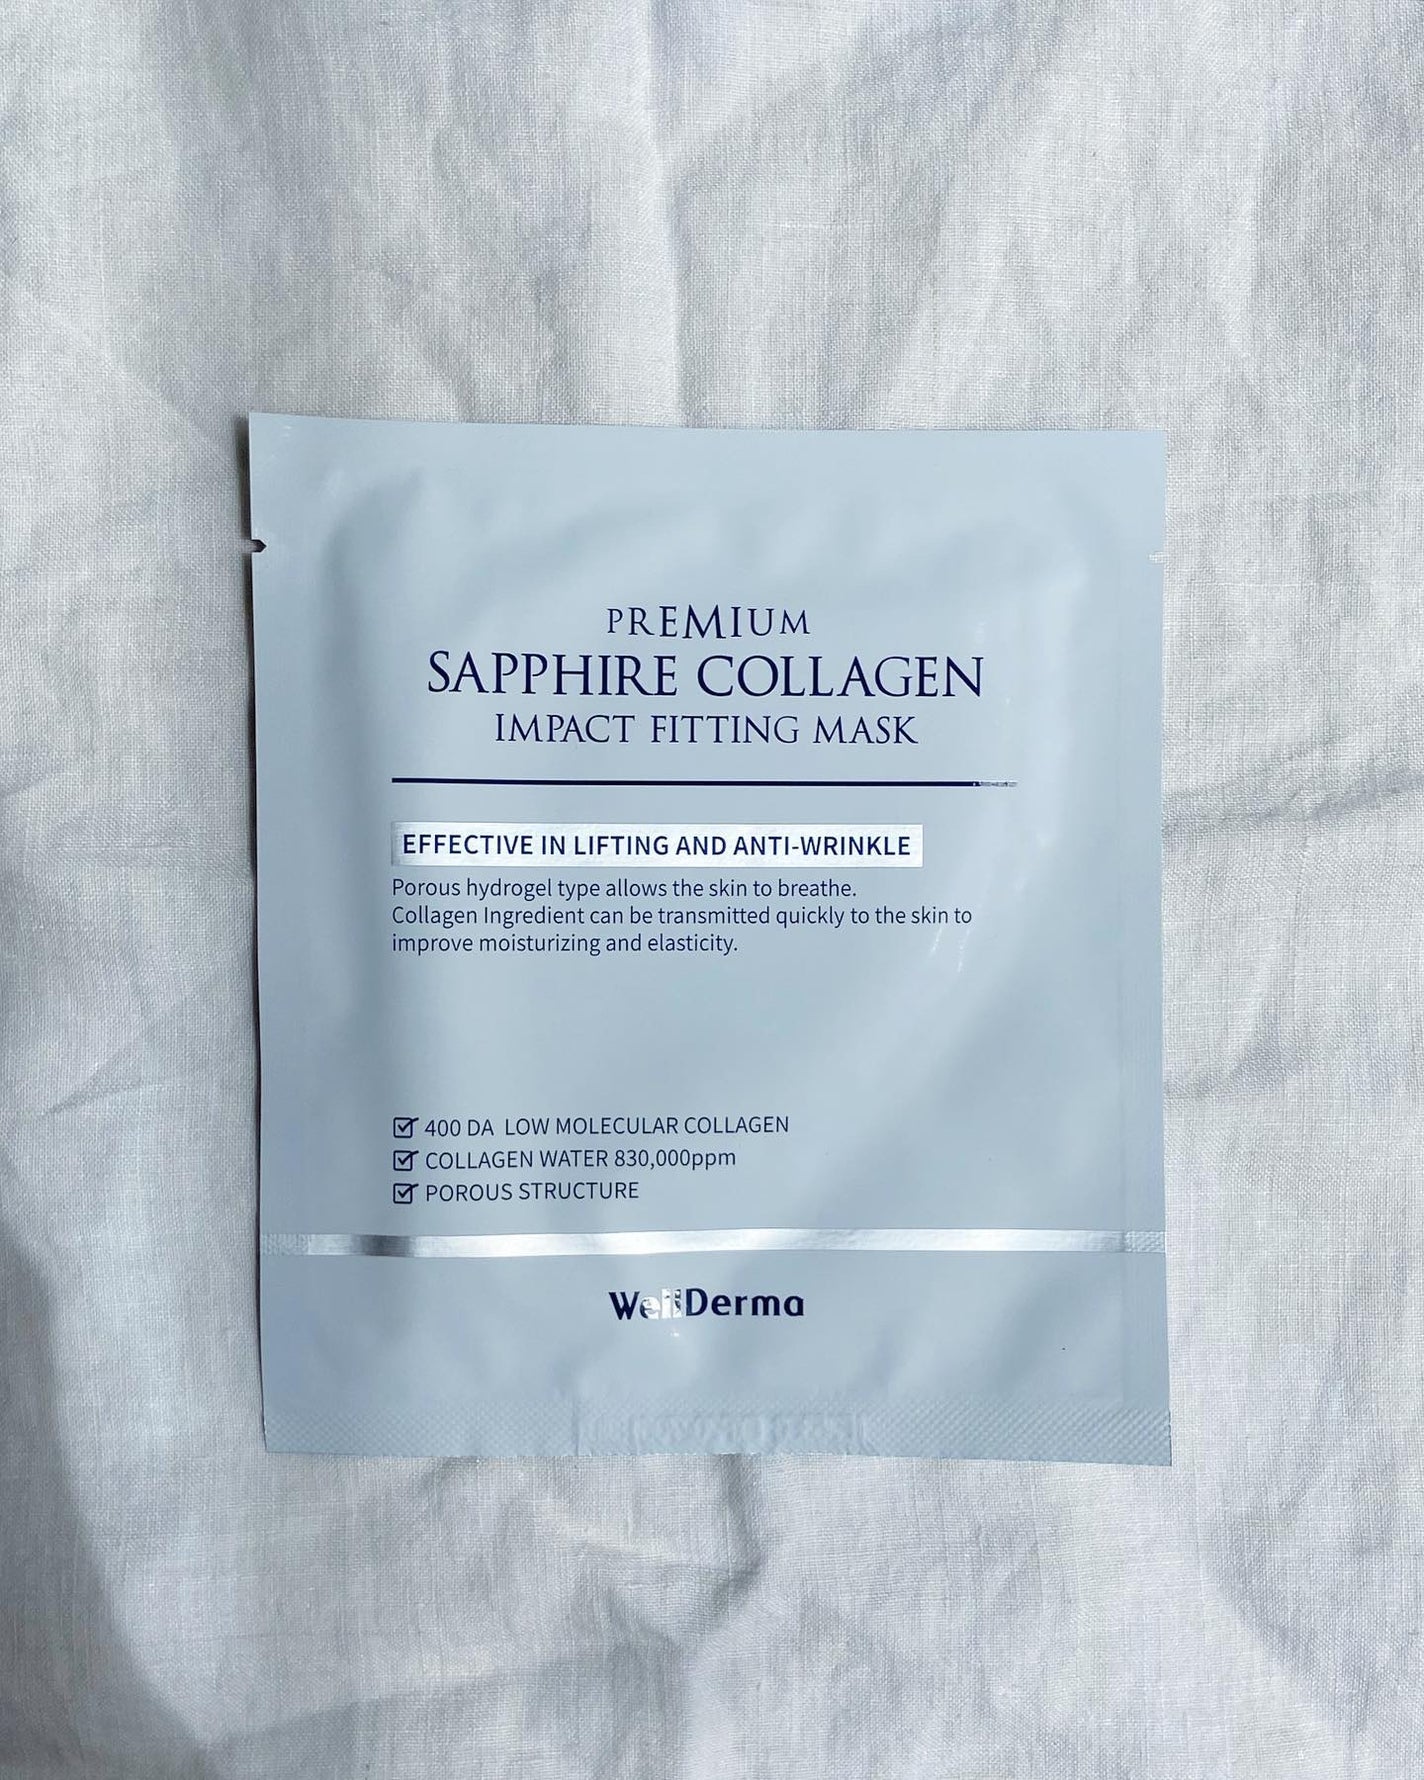 PREMIUM
SAPPHIRE COLLAGEN
IMPACT FITTING MASK
EFFECTIVE IN LIFTING AND ANTI-WRINKLE
Porous hydrogel type allows the skin to breathe.
Collagen Ingredient can be transmitted quickly to the skin to
improve moisturizing and elasticity.
400 DA LOW MOLECULAR COLLAGEN
COLLAGEN WATER 830,000ppm
POROUS STRUCTURE
WellDerma